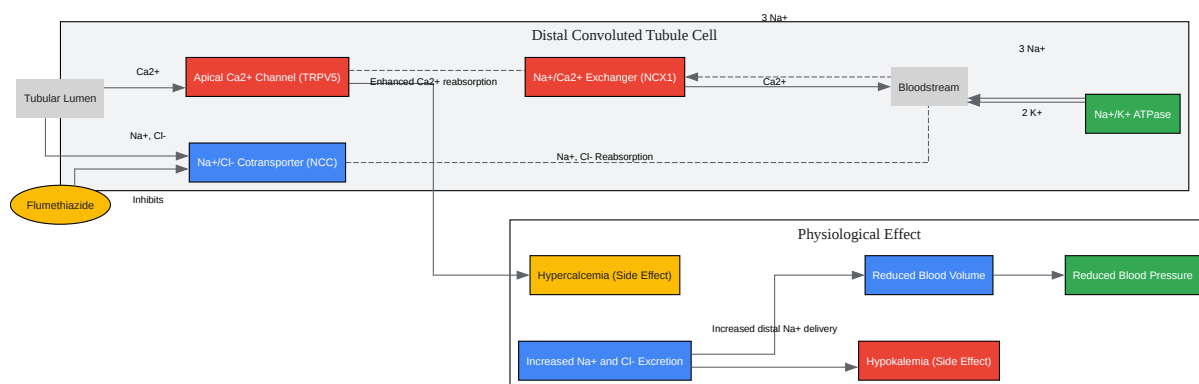 3 Na+
Distal Convoluted Tubule Cell
3 Na+
Ca2+
Apical Ca2+ Channel (TRPV5)
Enhanced Ca2+ reabsorption
Na+/Ca2+ Exchanger (NCX1)
Ca2+
Bloodstream
Tubular Lumen
2 K+
Na+/K+ ATPase
Na+, Cl-
Na+/Cl- Cotransporter (NCC)
Na+, Cl- Reabsorption
Inhibits
Flumethiazide
Physiological Effect
Hypercalcemia (Side Effect)
Reduced Blood Volume
Reduced Blood Pressure
Increased distal Na+ delivery
Increased Na+ and Cl- Excretion
Hypokalemia (Side Effect)